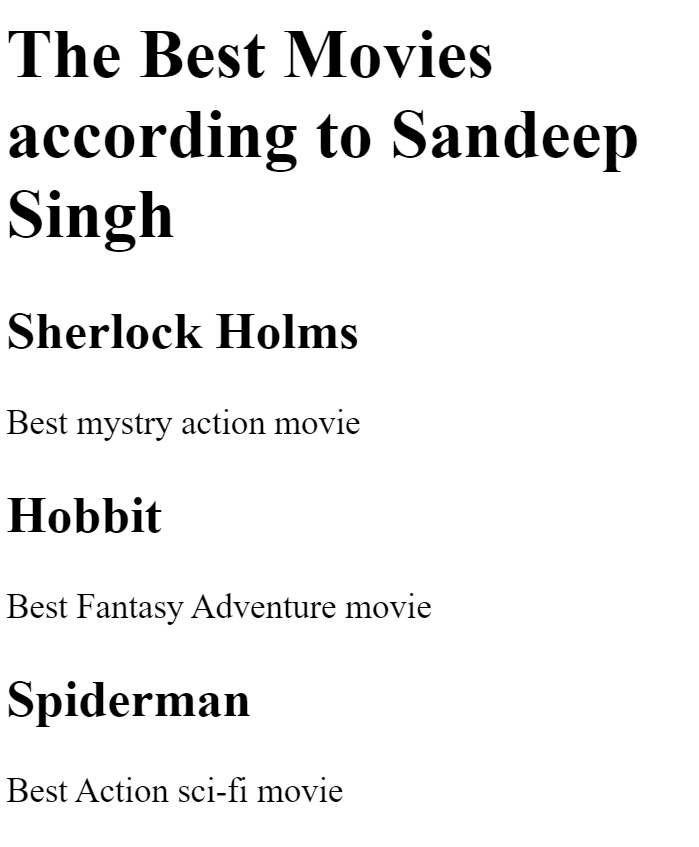 The Best Movies
according to Sandeep
Singh
Sherlock Holms
Best mystry action movie
Hobbit
Best Fantasy Adventure movie
Spiderman
Best Action sci-fi movie